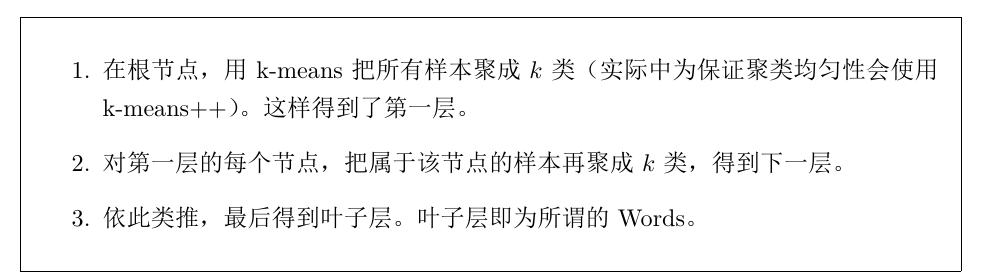 1. 在根节点，用 k-means 把所有样本聚成 k 类（实际中为保证聚类均匀性会使用
k-means++）。这样得到了第一层。
2. 对第一层的每个节点，把属于该节点的样本再聚成 k 类，得到下一层。
3. 依此类推，最后得到叶子层。叶子层即为所谓的 Words。